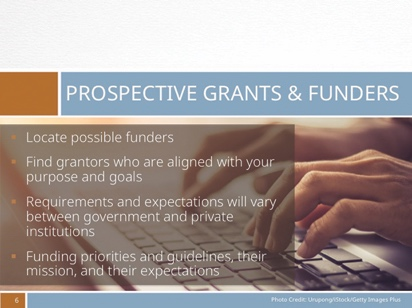 PROSPECTIVE GRANTS & FUNDERS
Locate possible funders
Find grantors who are aligned with your
purpose and goals
Requirements and expectations will vary
between government and private
institutions
Funding priorities and guidelines, their
mission, and their expectations
6
Photo Credit: Urupong/iStock/Getty Images Plus